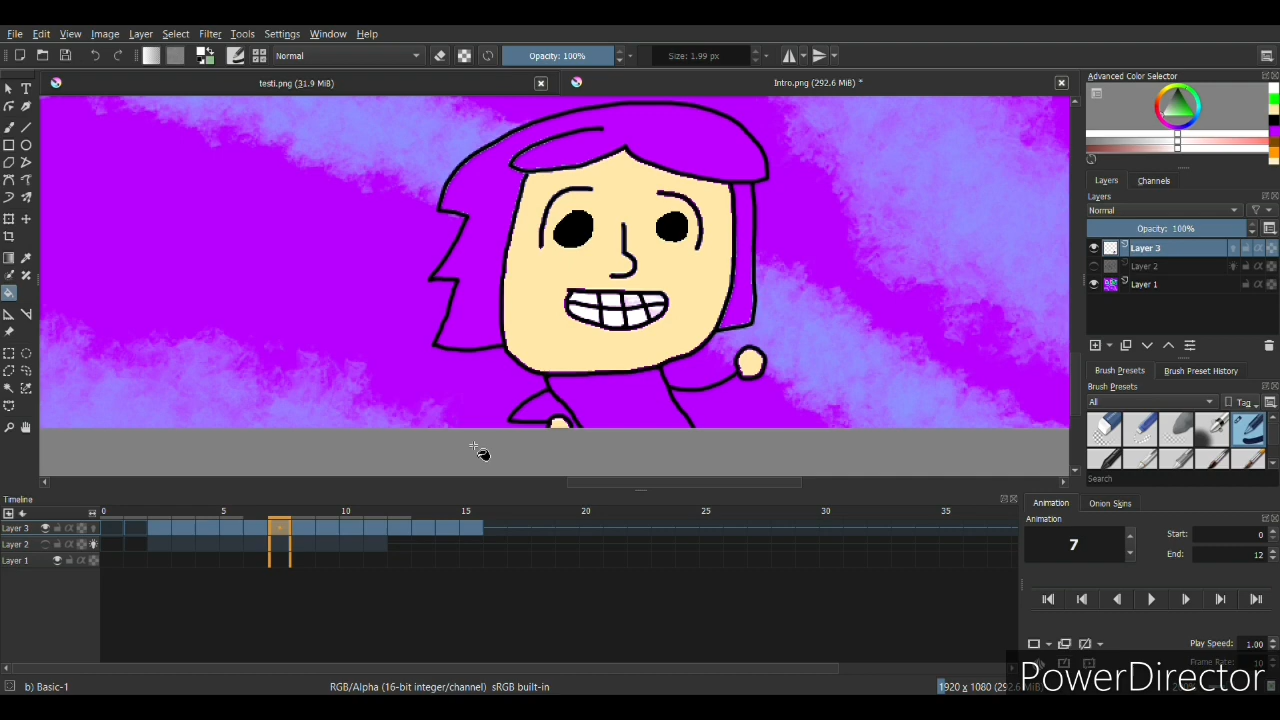 File Edit View Image Layer Select Filter Tools Settings Window Help
Normal Opacity: 100% Size: 1.99 px
testi.png (31.9 MiB) Intro.png (292.6 MiB) *
Advanced Color Selector
Layers Channels
Layers
Normal
Opacity: 100%
Layer 3
Layer 2
Layer 1
Brush Presets Brush Preset History
Brush Presets
All Tag
Search
Timeline
0 5 10 15 20 25 30 35
Layer 3
Layer 2
Layer 1
Animation Onion Skins
Animation
7
Start: 0
End: 12
Play Speed: 1.00
Frame Rate: 10
b) Basic-1 RGB/Alpha (16-bit integer/channel) sRGB built-in 1920 x 1080 (292.6
PowerDirector